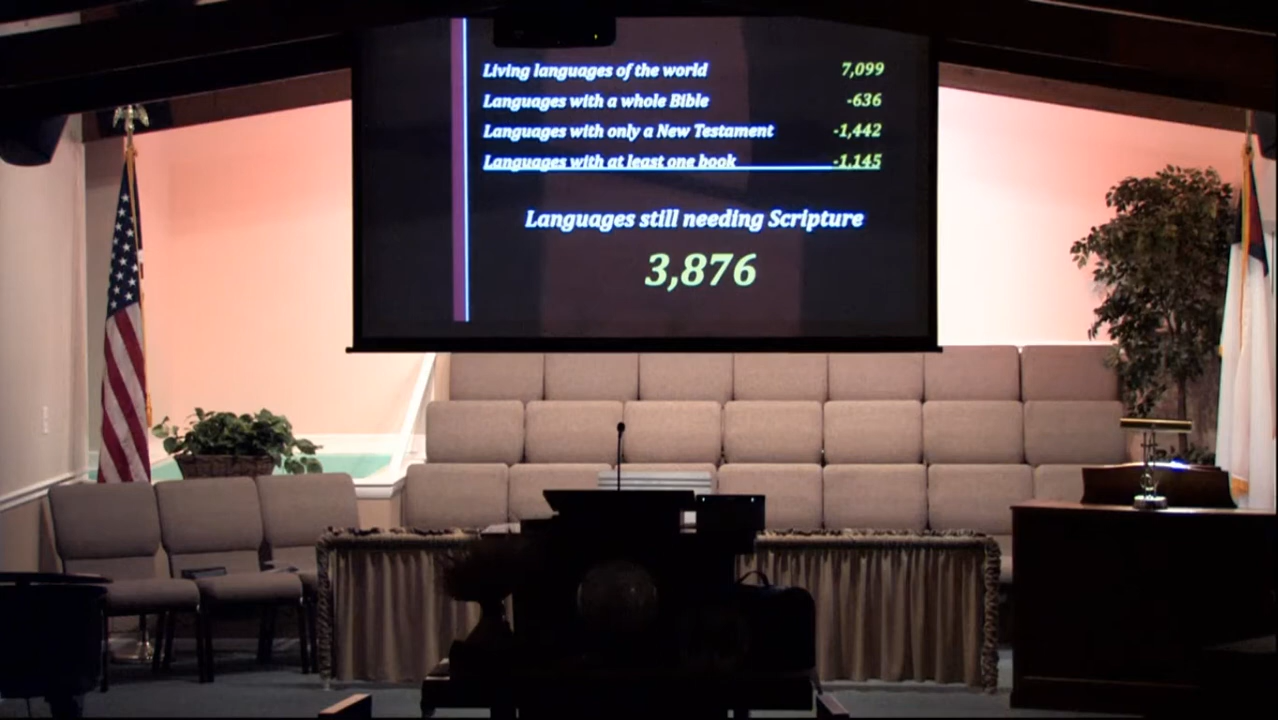 Living languages of the world 7,099
Languages with a whole Bible -636
Languages with only a New Testament -1,442
Languages with at least one book -1,145
Languages still needing Scripture
3,876